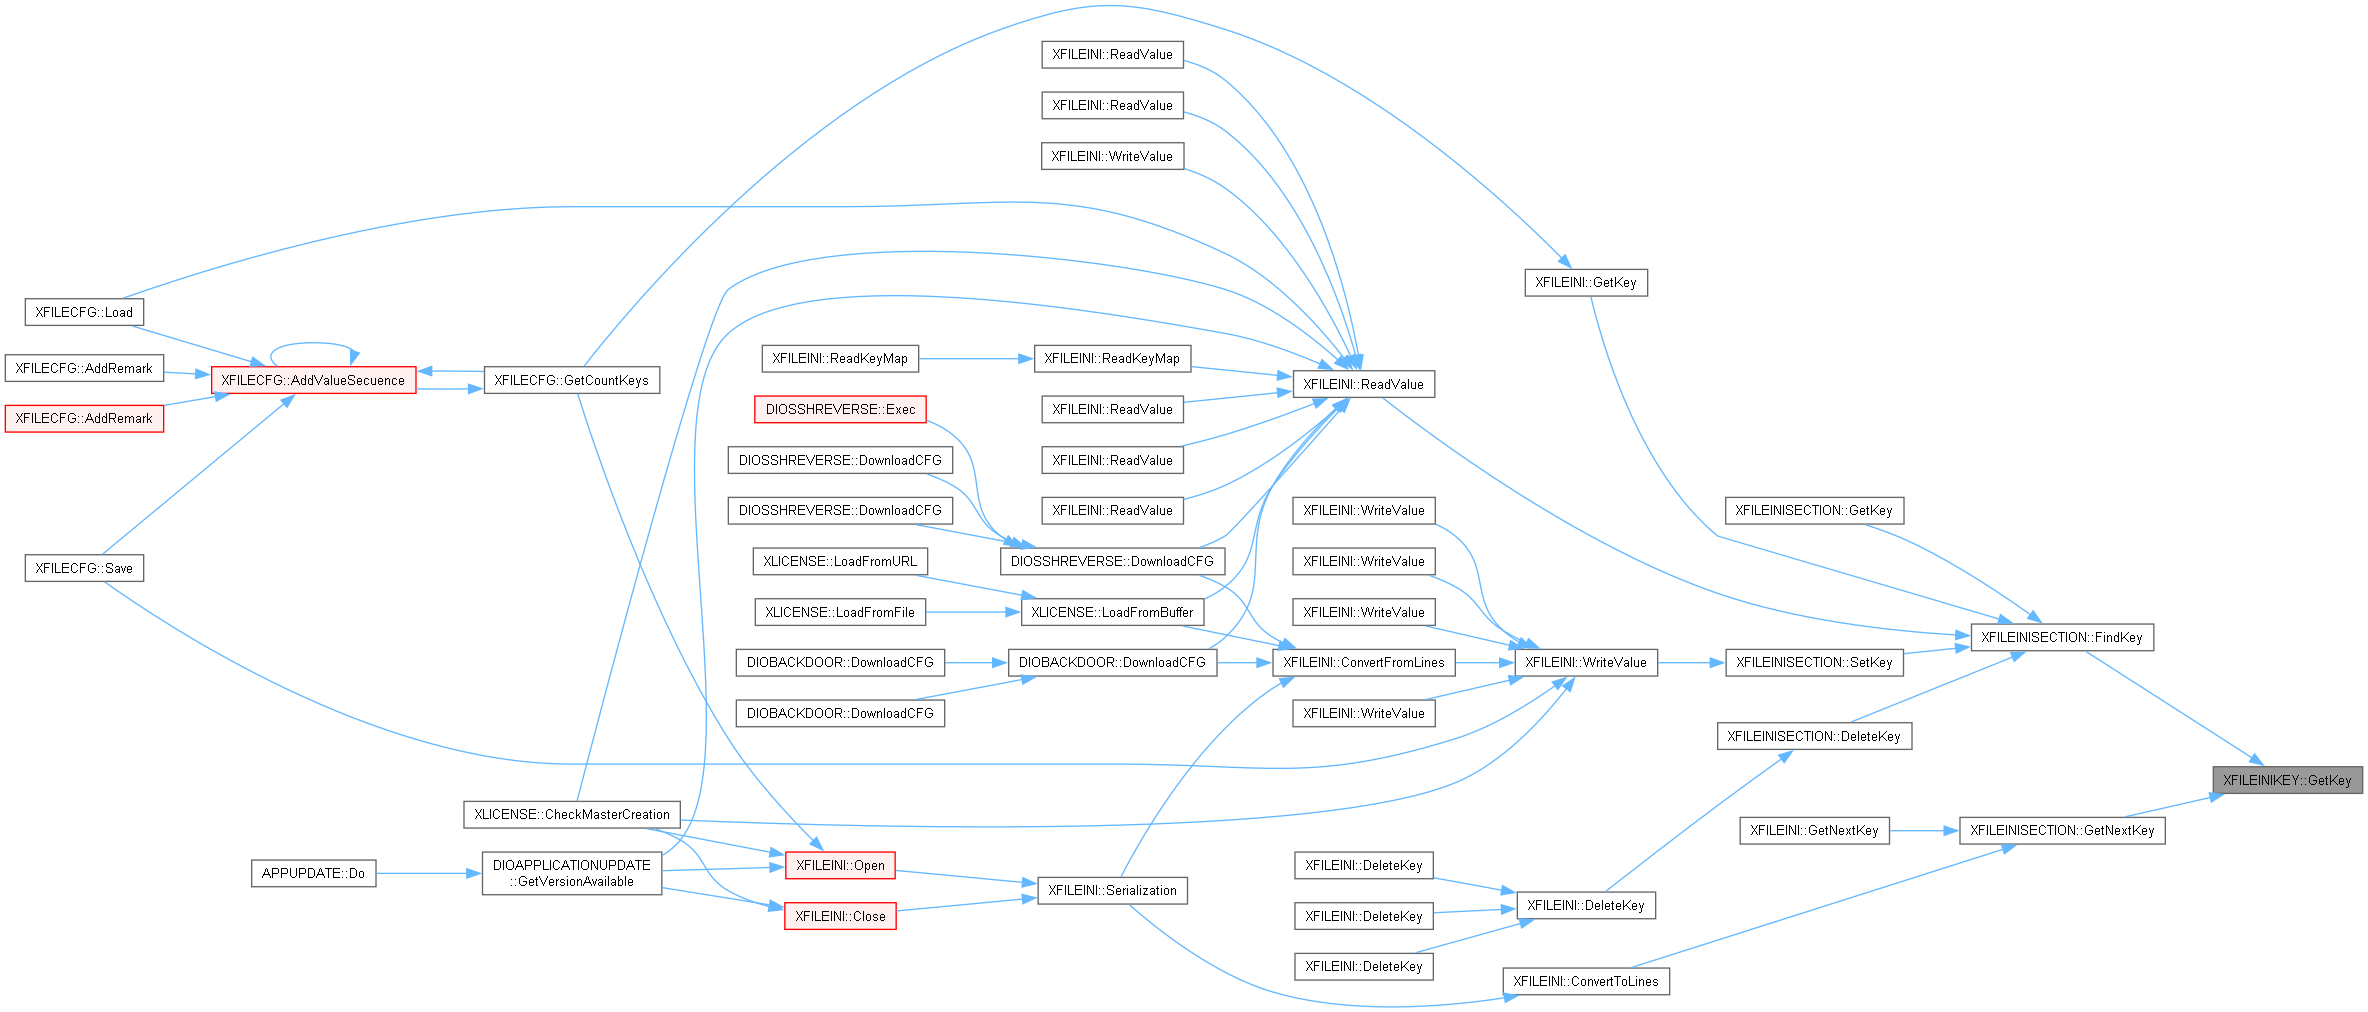 XFILEINI::ReadValue
XFILEINI::ReadValue
XFILEINI::WriteValue
XFILEINI::GetKey
XFILECFG::Load
XFILEINI::ReadKeyMap
XFILEINI::ReadKeyMap
XFILECFG::AddRemark
XFILECFG::AddValueSecuence
XFILECFG::GetCountKeys
XFILEINI::ReadValue
DIOSSHREVERSE::Exec
XFILEINI::ReadValue
XFILECFG::AddRemark
DIOSSHREVERSE::DownloadCFG
XFILEINI::ReadValue
DIOSSHREVERSE::DownloadCFG
XFILEINI::ReadValue
XFILEINI::WriteValue
XFILEINISECTION::GetKey
XLICENSE::LoadFromURL
DIOSSHREVERSE::DownloadCFG
XFILEINI::WriteValue
XFILECFG::Save
XLICENSE::LoadFromFile
XLICENSE::LoadFromBuffer
XFILEINI::WriteValue
XFILEINISECTION::FindKey
DIOBACKDOOR::DownloadCFG
DIOBACKDOOR::DownloadCFG
XFILEINI::ConvertFromLines
XFILEINI::WriteValue
XFILEINISECTION::SetKey
DIOBACKDOOR::DownloadCFG
XFILEINI::WriteValue
XFILEINISECTION::DeleteKey
XFILEINIKEY::GetKey
XLICENSE::CheckMasterCreation
XFILEINI::GetNextKey
XFILEINISECTION::GetNextKey
APPUPDATE::Do
DIOAPPLICATIONUPDATE
::GetVersionAvailable
XFILEINI::Open
XFILEINI::DeleteKey
XFILEINI::Serialization
XFILEINI::Close
XFILEINI::DeleteKey
XFILEINI::DeleteKey
XFILEINI::DeleteKey
XFILEINI::ConvertToLines